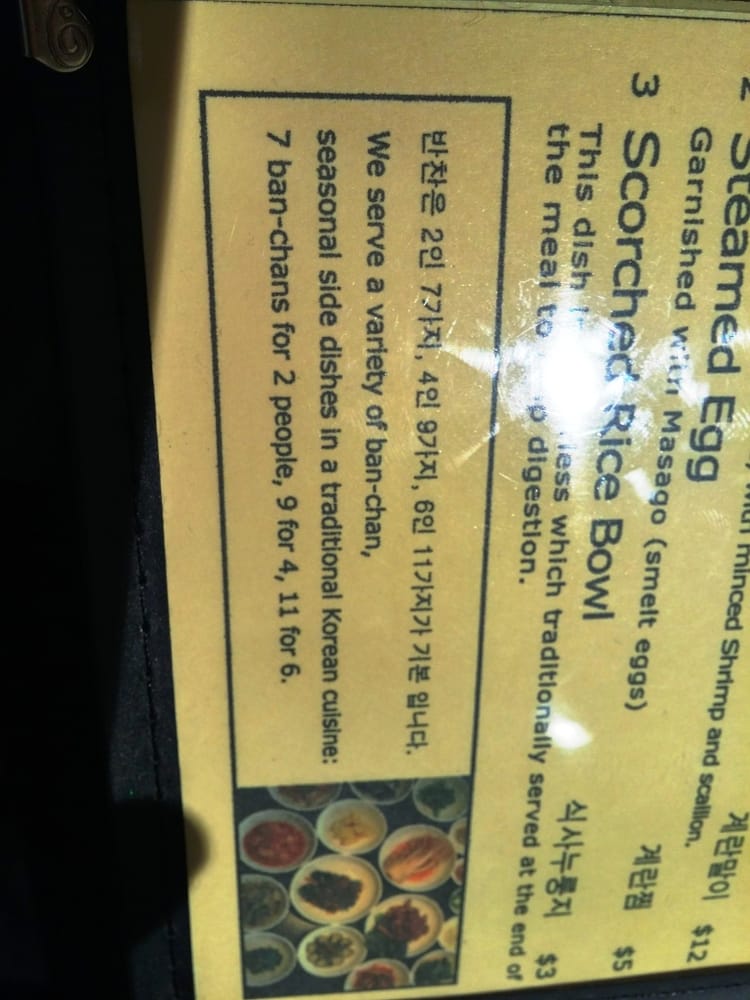 계란말이 $12
minced Shrimp and scallion.
2 Steamed Egg 계란찜 $5
Garnished with Masago (smelt eggs)
3 Scorched Rice Bowl 식사누룽지 $3
This dish which traditionally served at the end of
the meal to digestion.
반찬은 2인 7가지, 4인 9가지, 6인 11가지가 기본 입니다.
We serve a variety of ban-chan,
seasonal side dishes in a traditional Korean cuisine:
7 ban-chans for 2 people, 9 for 4, 11 for 6.